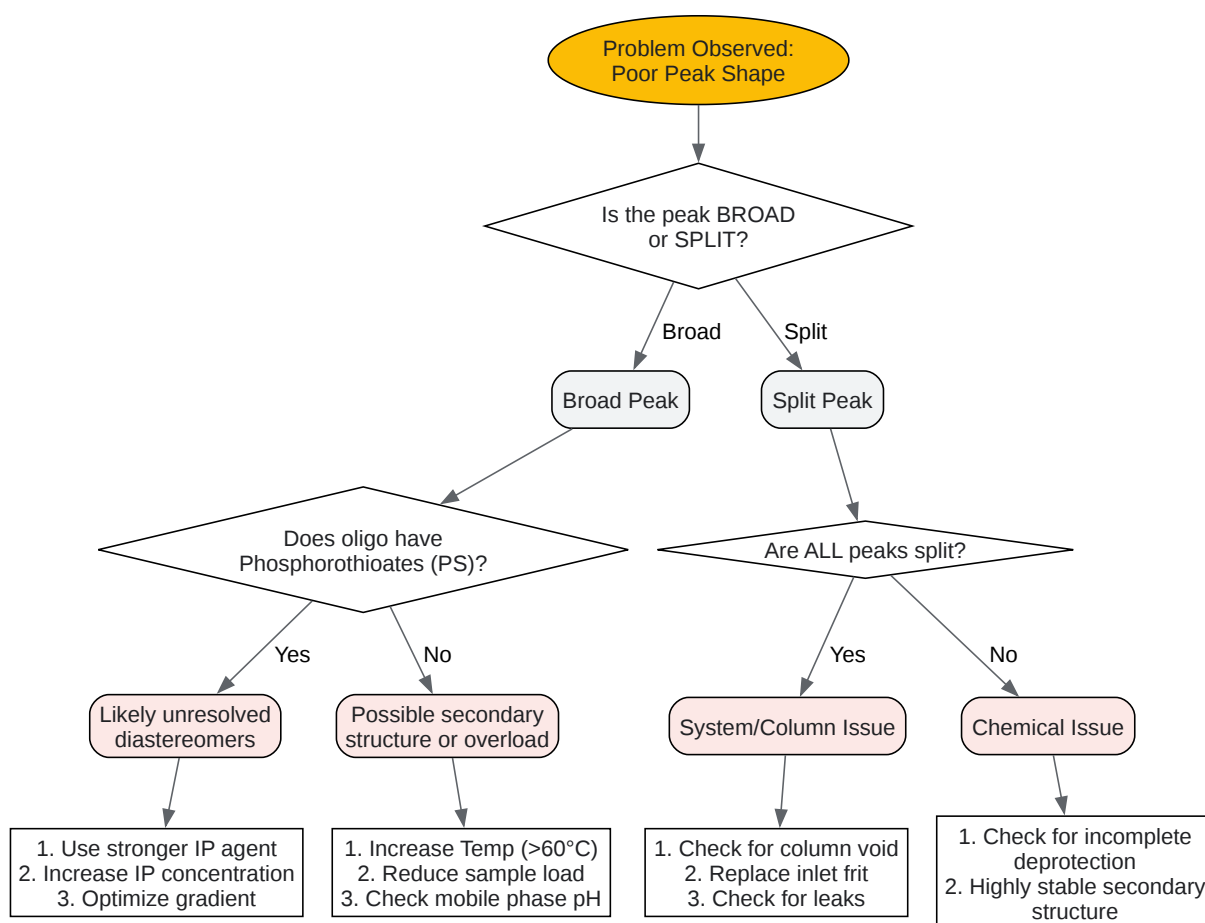 Problem Observed:
Poor Peak Shape
Is the peak BROAD
or SPLIT?
Broad
Split
Broad Peak
Split Peak
Does oligo have
Phosphorothioates (PS)?
Are ALL peaks split?
Yes
No
Yes
No
Likely unresolved
diastereomers
Possible secondary
structure or overload
System/Column Issue
Chemical Issue
1. Use stronger IP agent
2. Increase IP concentration
3. Optimize gradient
1. Increase Temp (>60°C)
2. Reduce sample load
3. Check mobile phase pH
1. Check for column void
2. Replace inlet frit
3. Check for leaks
1. Check for incomplete
deprotection
2. Highly stable secondary
structure